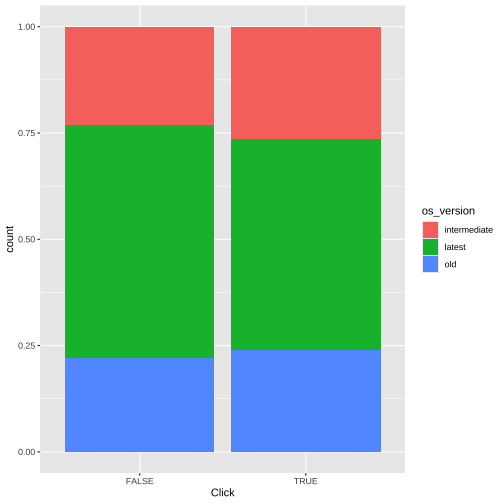 1.00
0.75
0.50
0.25
0.00
count
FALSE
TRUE
Click
os_version
intermediate
latest
old